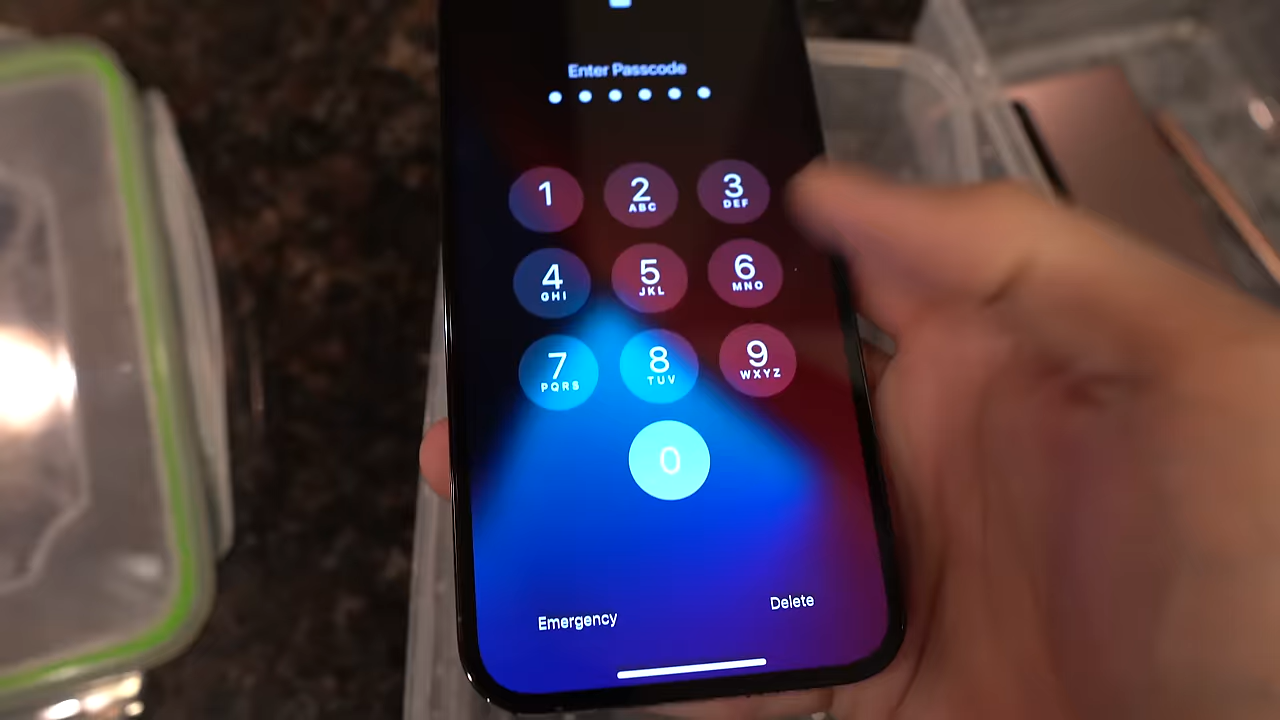 Enter Passcode
1 2 3
ABC DEF
4 5 6
GHI JKL MNO
7 8 9
PQRS TUV WXYZ
0
Emergency Delete